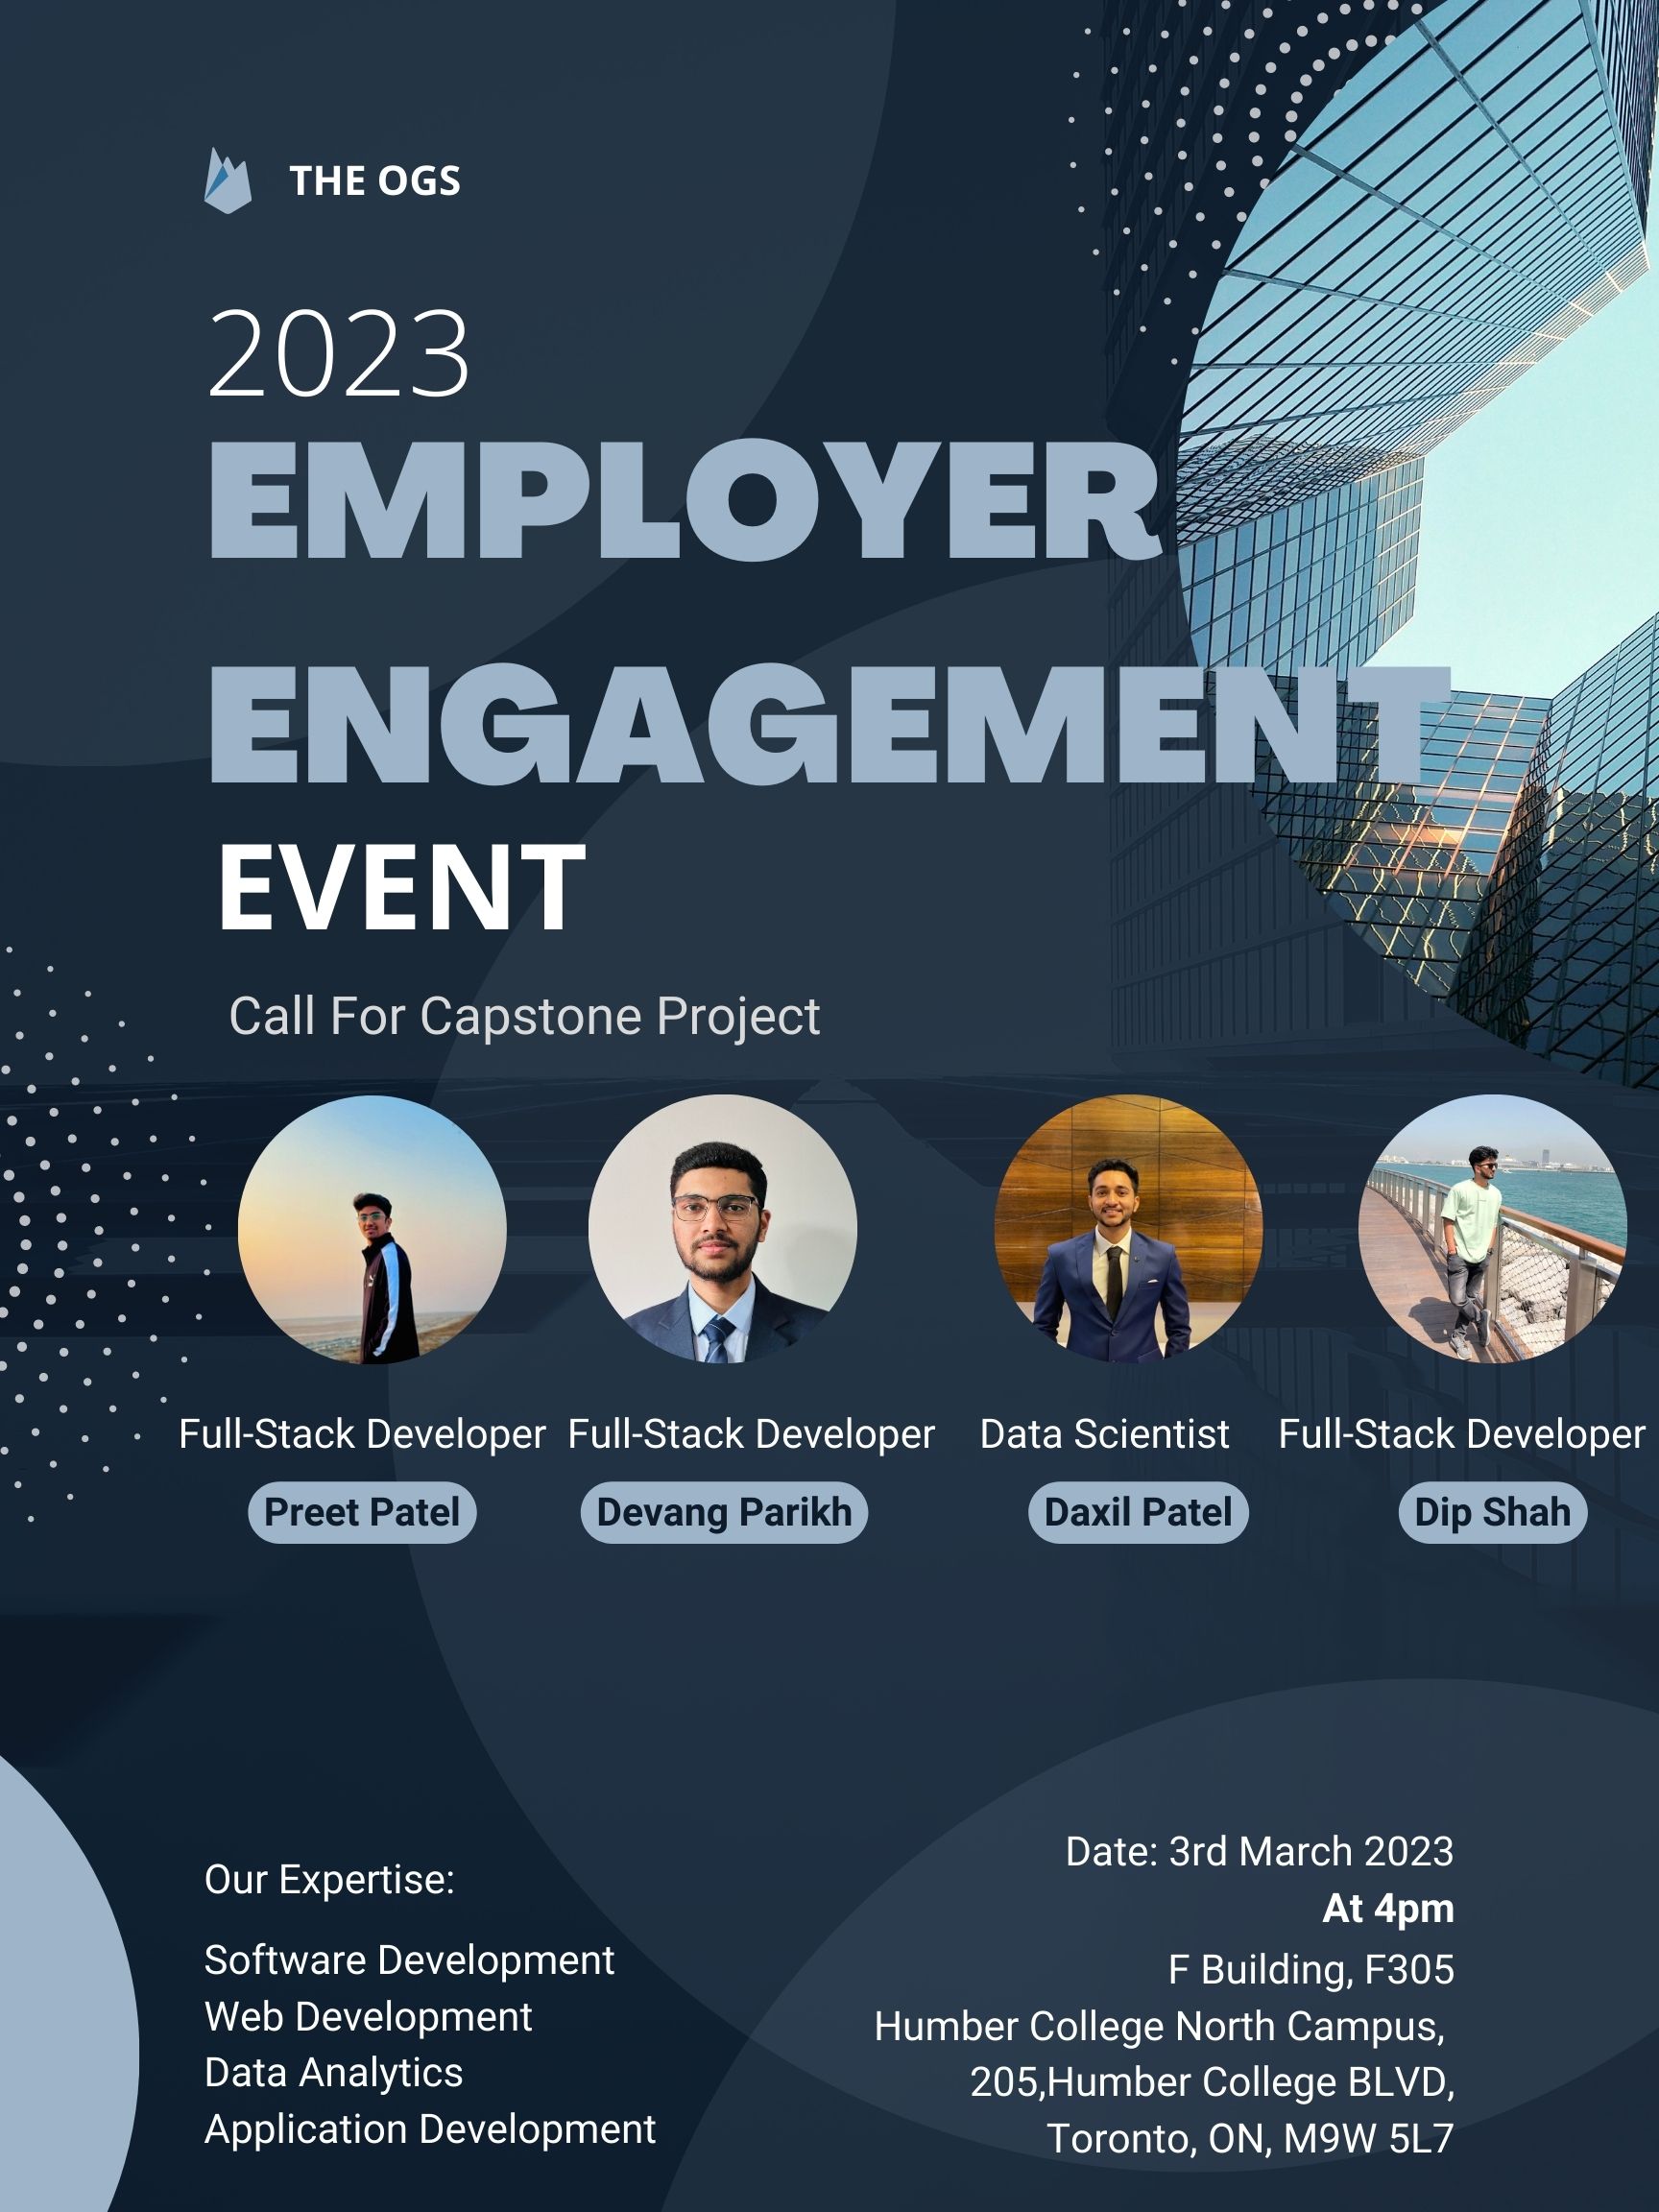 THE OGS
2023
EMPLOYER
ENGAGEMENT
EVENT
Call For Capstone Project
Full-Stack Developer
Full-Stack Developer
Data Scientist
Full-Stack Developer
Preet Patel
Devang Parikh
Daxil Patel
Dip Shah
Our Expertise:
Software Development
Web Development
Data Analytics
Application Development
Date: 3rd March 2023
At 4pm
F Building, F305
Humber College North Campus,
205,Humber College BLVD,
Toronto, ON, M9W 5L7